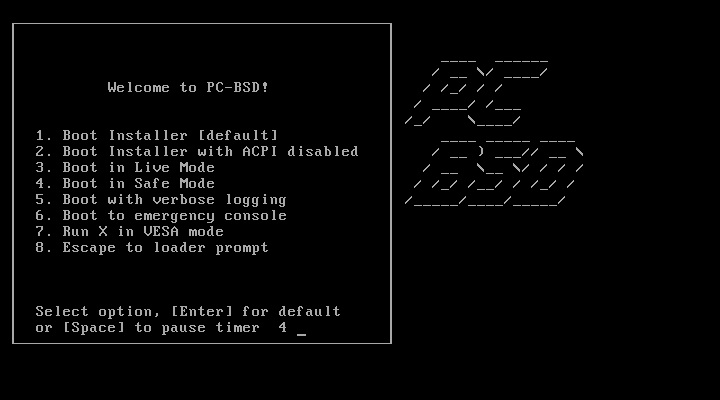 Welcome to PC-BSD!
1. Boot Installer [default]
2. Boot Installer with ACPI disabled
3. Boot in Live Mode
4. Boot in Safe Mode
5. Boot with verbose logging
6. Boot to emergency console
7. Run X in VESA mode
8. Escape to loader prompt
Select option, [Enter] for default
or [Space] to pause timer  4 _
PC
BSD